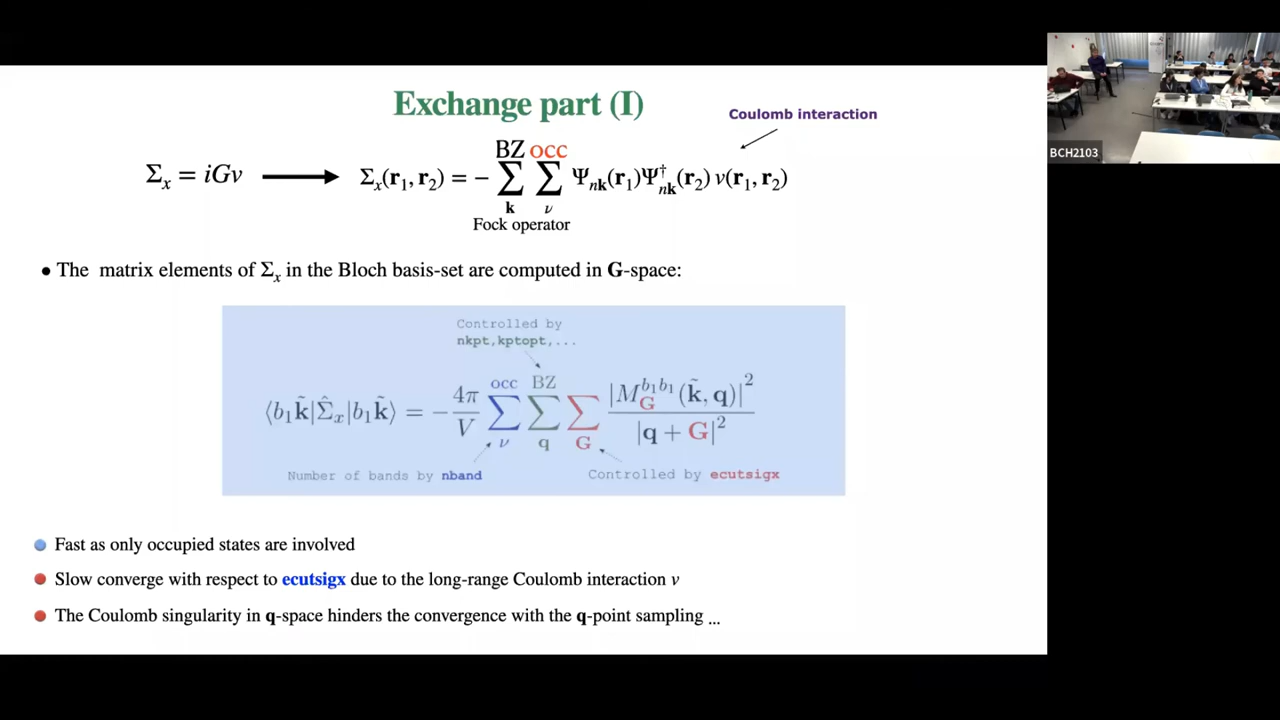 Exchange part (I)
Coulomb interaction
Σₓ = iGv ⟶ Σₓ(r₁, r₂) = − ∑ₖ^BZ ∑ᵥ^occ Ψₙₖ(r₁)Ψ†ₙₖ(r₂) v(r₁, r₂)
Fock operator
• The matrix elements of Σₓ in the Bloch basis-set are computed in G-space:
Controlled by
nkpt,kptopt,...
⟨b₁k̃|Σ̂ₓ|b₁k̃⟩ = − 4π/V ∑_ν^occ ∑_q^BZ ∑_G |M_G^{b₁b₁}(k̃, q)|² / |q + G|²
Number of bands by nband
Controlled by ecutsigx
Fast as only occupied states are involved
Slow converge with respect to ecutsigx due to the long-range Coulomb interaction v
The Coulomb singularity in q-space hinders the convergence with the q-point sampling ...
BCH2103